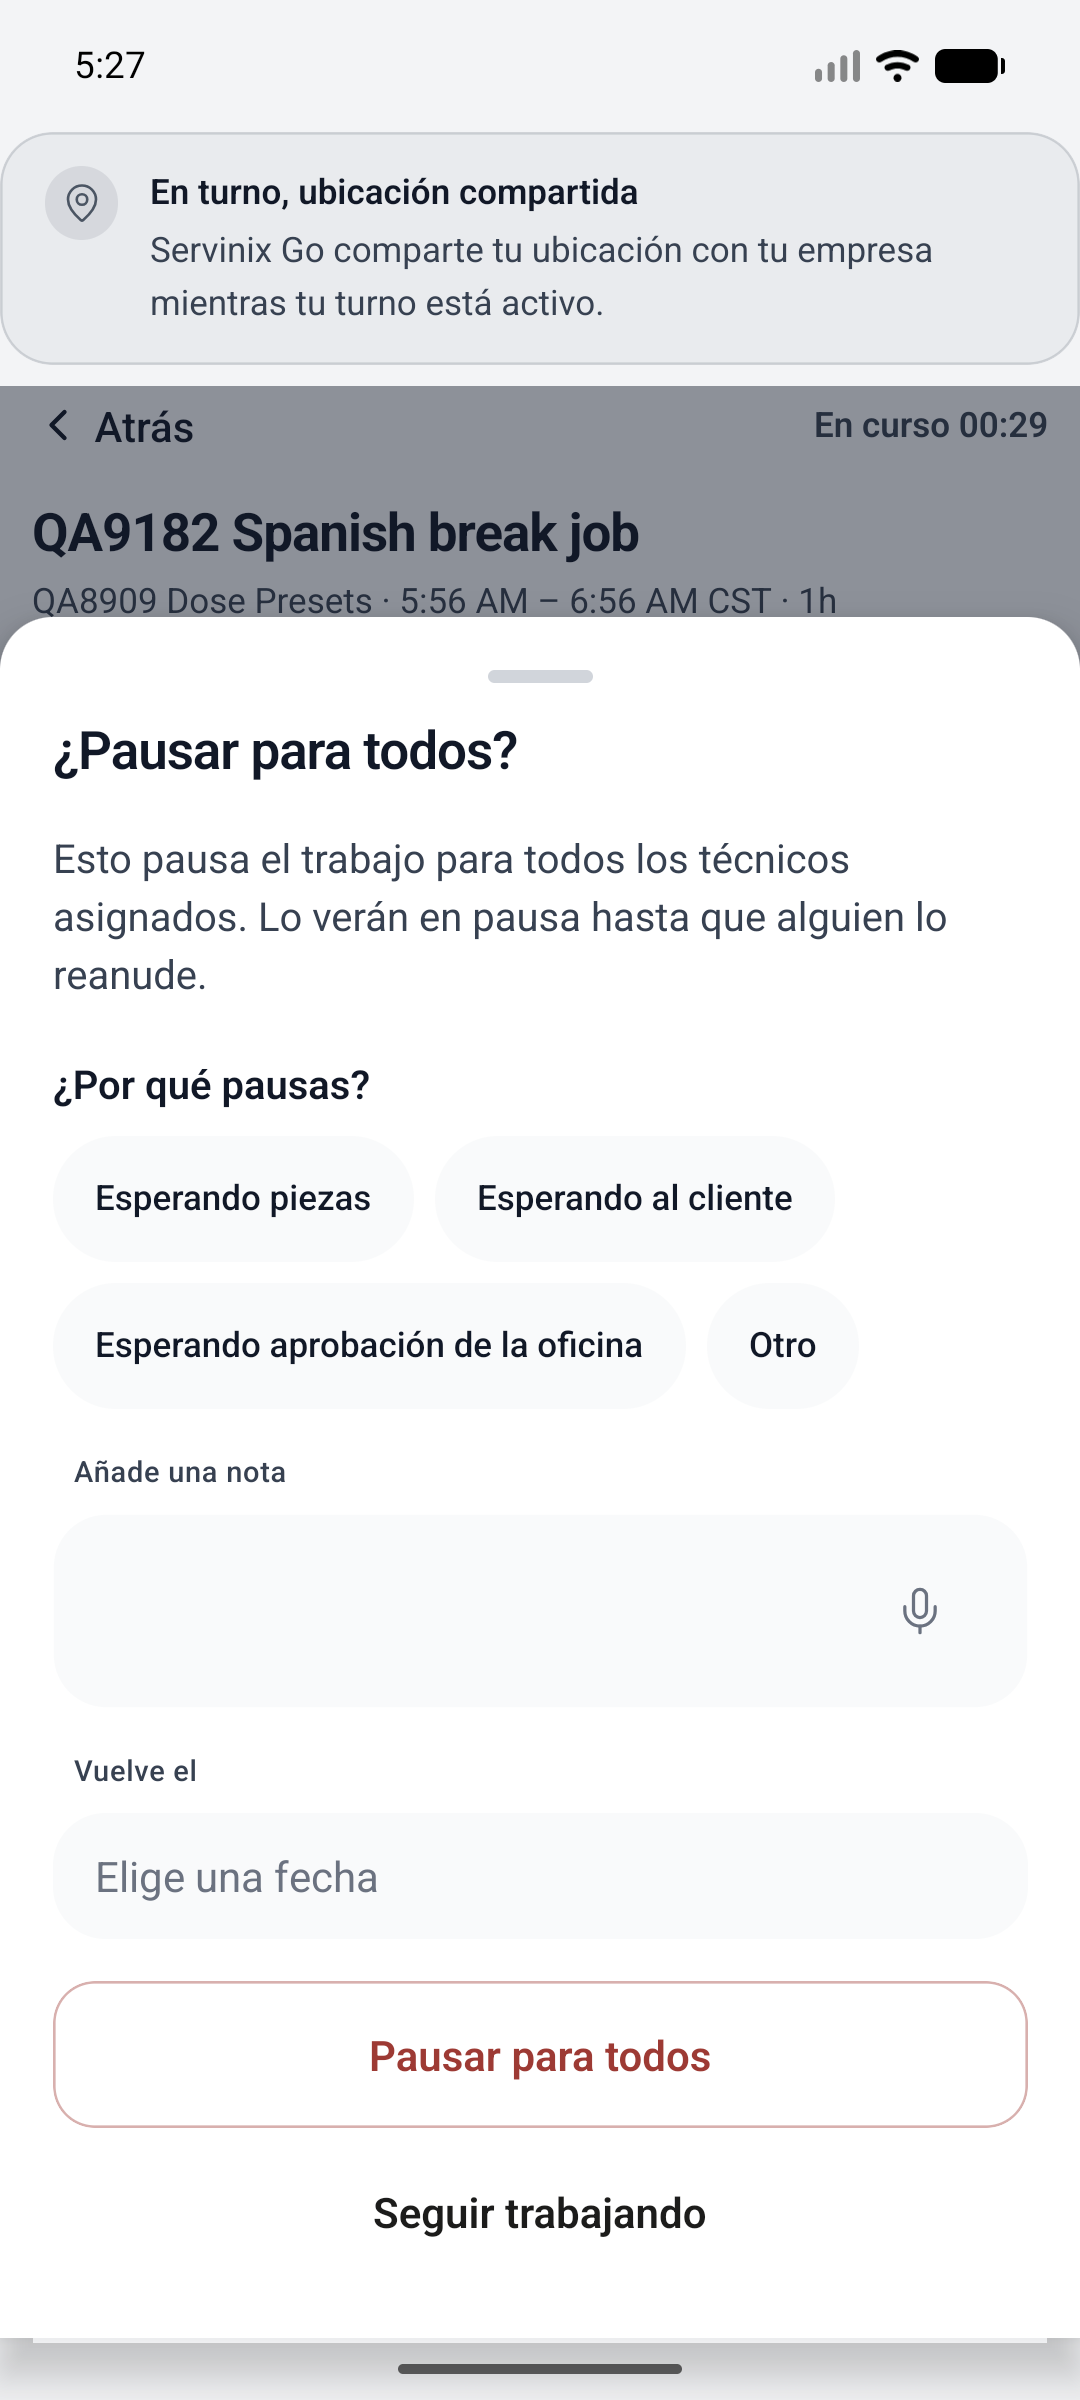 5:27
En turno, ubicación compartida
Servinix Go comparte tu ubicación con tu empresa
mientras tu turno está activo.
Atrás
En curso 00:29
QA9182 Spanish break job
QA8909 Dose Presets · 5:56 AM – 6:56 AM CST · 1h
¿Pausar para todos?
Esto pausa el trabajo para todos los técnicos
asignados. Lo verán en pausa hasta que alguien lo
reanude.
¿Por qué pausas?
Esperando piezas
Esperando al cliente
Esperando aprobación de la oficina
Otro
Añade una nota
Vuelve el
Elige una fecha
Pausar para todos
Seguir trabajando